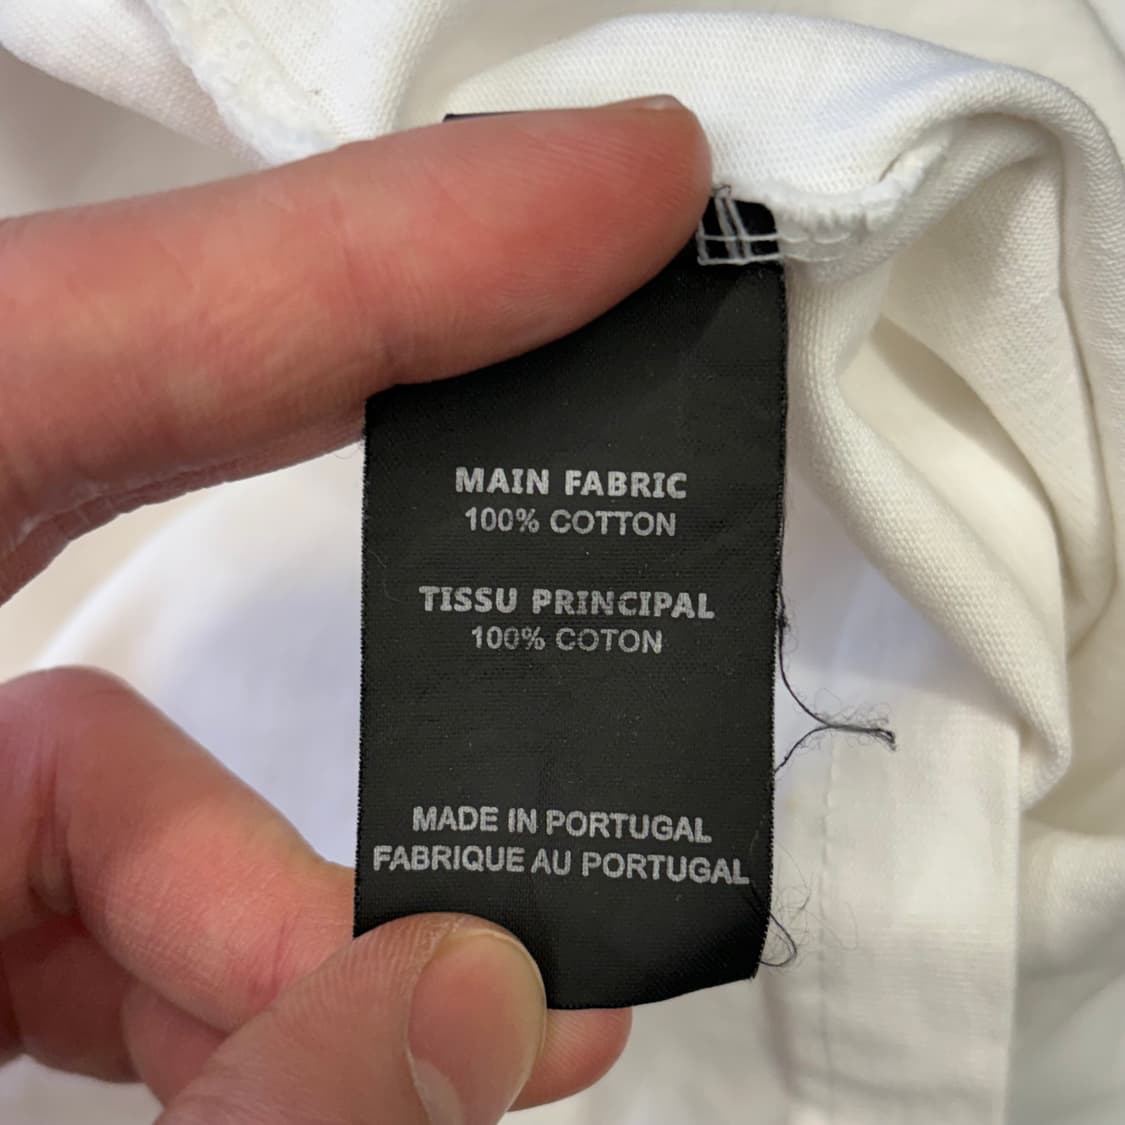 MAIN FABRIC
100% COTTON
TISSU PRINCIPAL
100% COTON
MADE IN PORTUGAL
FABRIQUE AU PORTUGAL